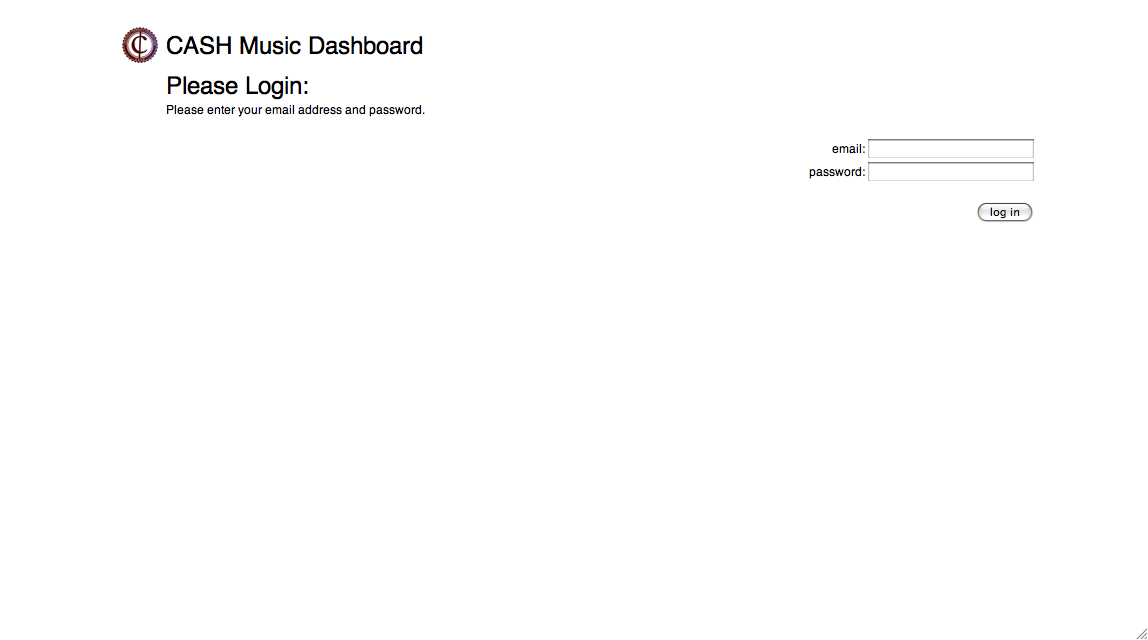 CASH Music Dashboard
Please Login:
Please enter your email address and password.
email:
password:
log in